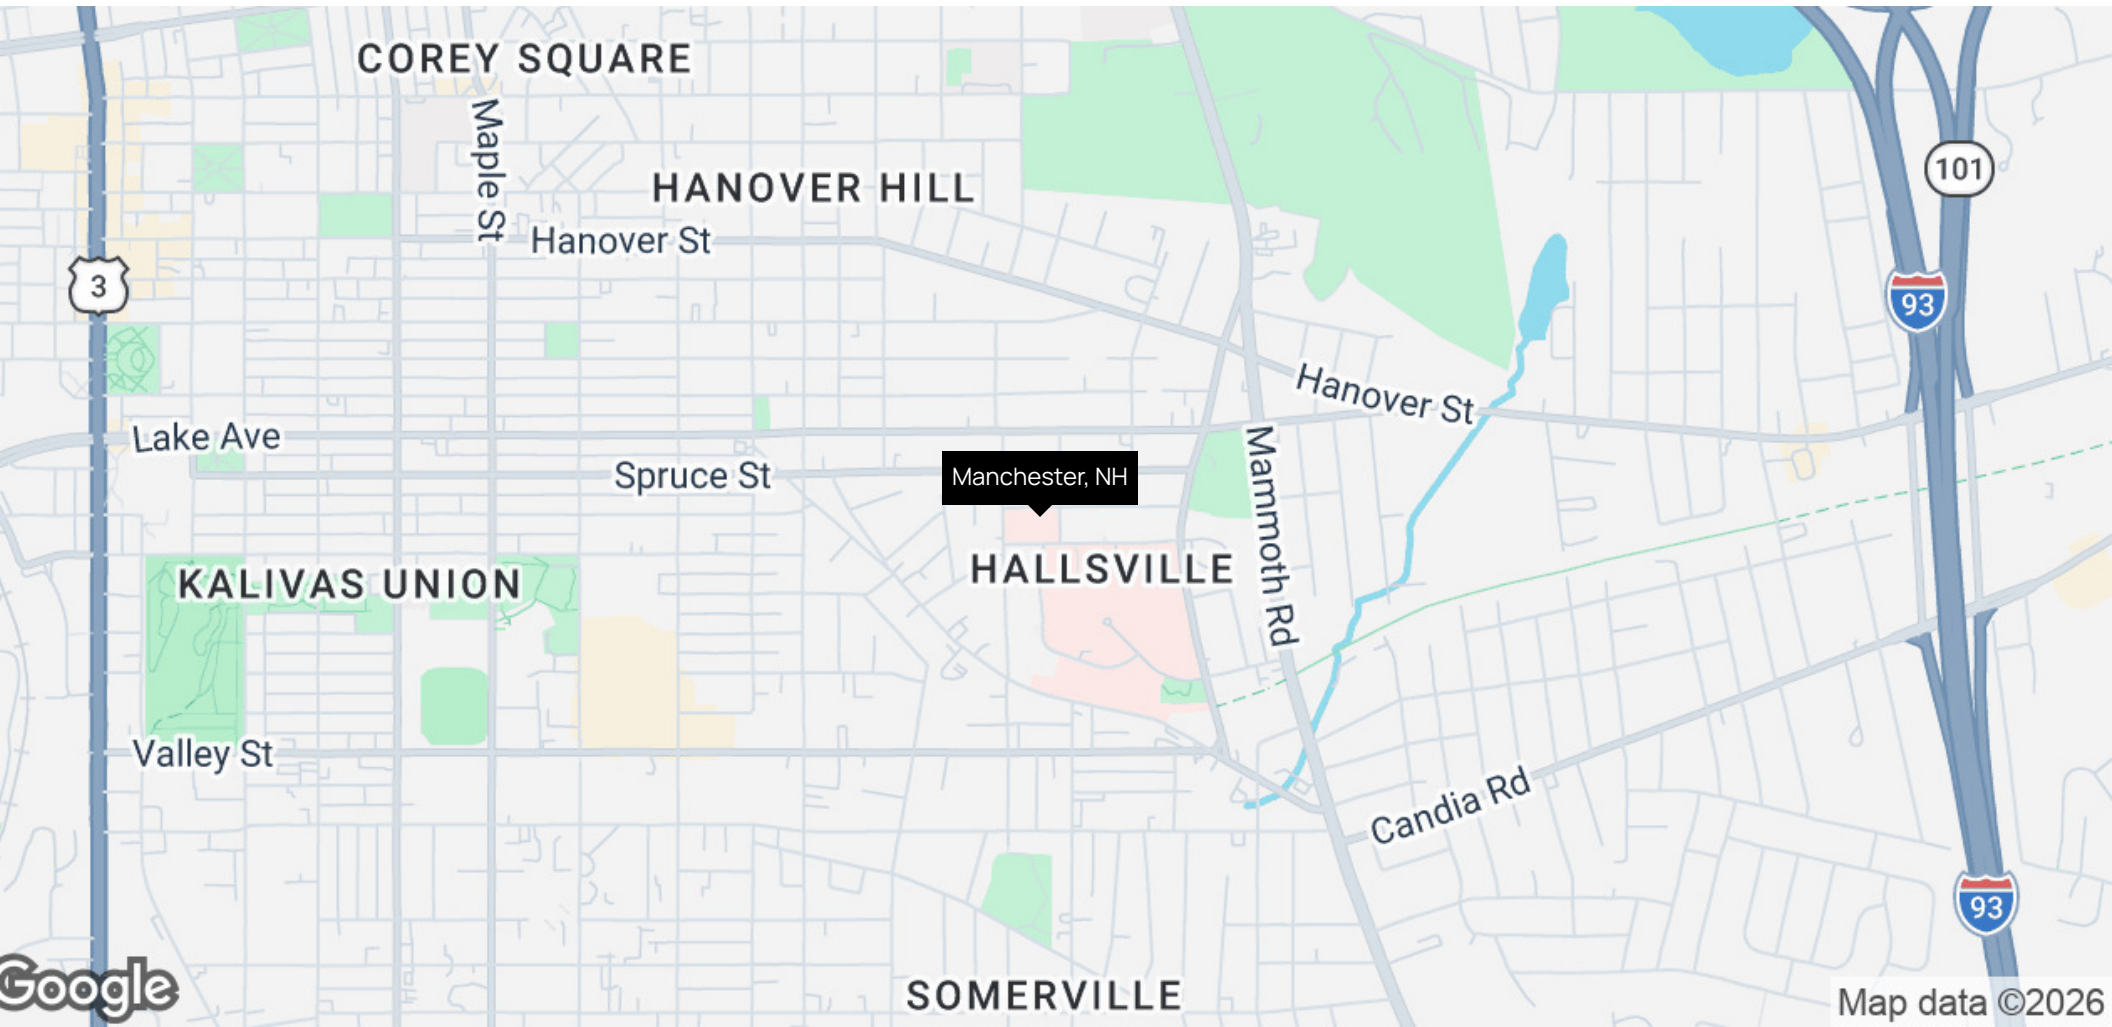 COREY SQUARE
Maple St
101
HANOVER HILL
Hanover St
3
93
Hanover St
Lake Ave
Spruce St
Manchester, NH
Mammoth Rd
HALLSVILLE
KALIVAS UNION
Valley St
Candia Rd
93
SOMERVILLE
Google
Map data ©2026